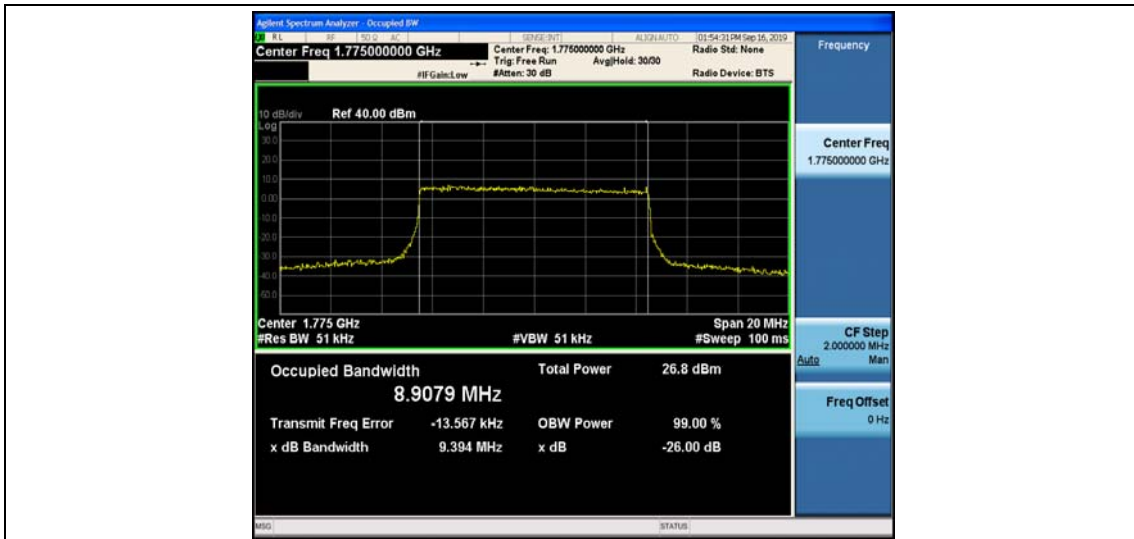 Agilent Spectrum Analyzer - Occupied BW
RL RF 50 Ω AC SENSE:INT ALIGN AUTO 01:54:31 PM Sep 16, 2019
Center Freq 1.775000000 GHz
Center Freq: 1.775000000 GHz
Radio Std: None
Trig: Free Run Avg|Hold: 30/30
#IFGain:Low #Atten: 30 dB Radio Device: BTS
10 dB/div Ref 40.00 dBm
Log
30.0
20.0
10.0
0.00
-10.0
-20.0
-30.0
-40.0
-50.0
Center 1.775 GHz Span 20 MHz
#Res BW 51 kHz #VBW 51 kHz #Sweep 100 ms
Occupied Bandwidth Total Power 26.8 dBm
8.9079 MHz
Transmit Freq Error -13.567 kHz OBW Power 99.00 %
x dB Bandwidth 9.394 MHz x dB -26.00 dB
MSG STATUS
Frequency
Center Freq
1.775000000 GHz
CF Step
2.000000 MHz
Auto Man
Freq Offset
0 Hz